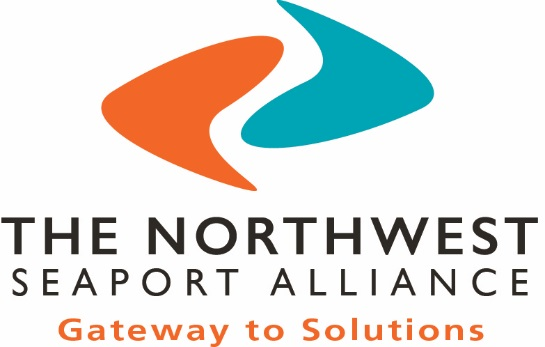 THE NORTHWEST
SEAPORT ALLIANCE
Gateway to Solutions